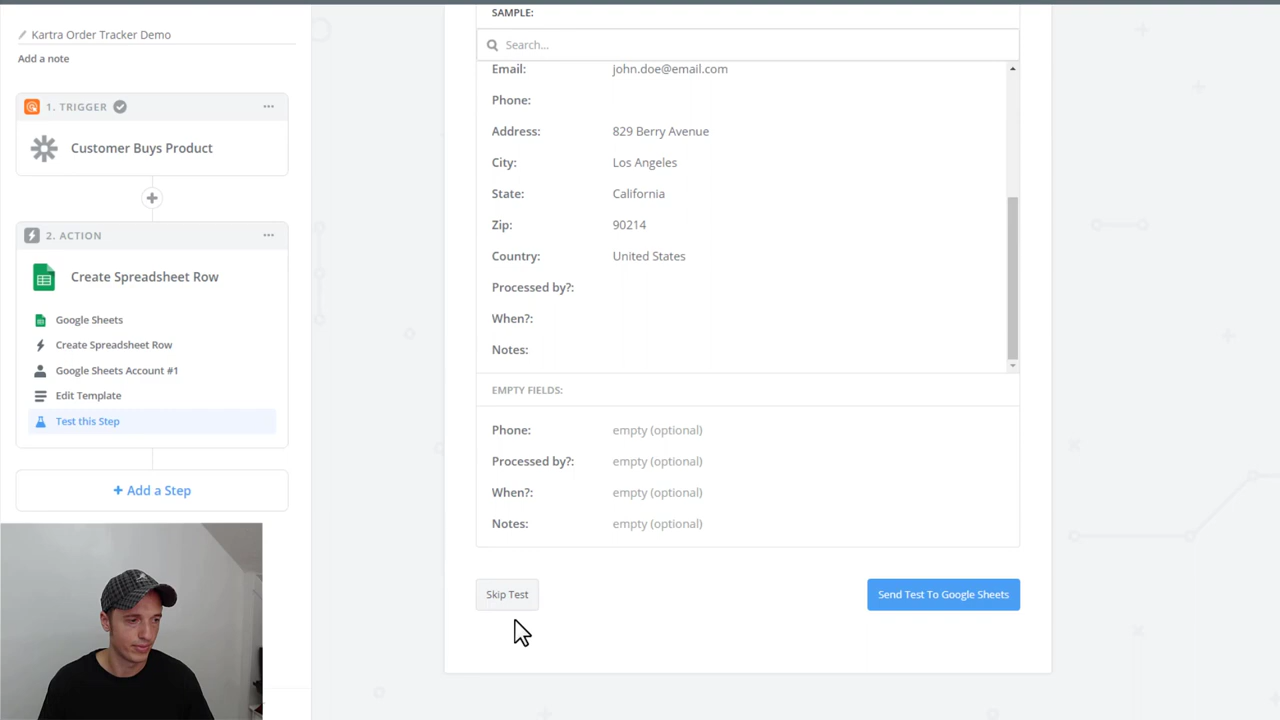 Kartra Order Tracker Demo
Add a note
1. TRIGGER
Customer Buys Product
2. ACTION
Create Spreadsheet Row
Google Sheets
Create Spreadsheet Row
Google Sheets Account #1
Edit Template
Test this Step
+ Add a Step
SAMPLE:
Search...
Email: john.doe@email.com
Phone:
Address: 829 Berry Avenue
City: Los Angeles
State: California
Zip: 90214
Country: United States
Processed by?:
When?:
Notes:
EMPTY FIELDS:
Phone: empty (optional)
Processed by?: empty (optional)
When?: empty (optional)
Notes: empty (optional)
Skip Test
Send Test To Google Sheets